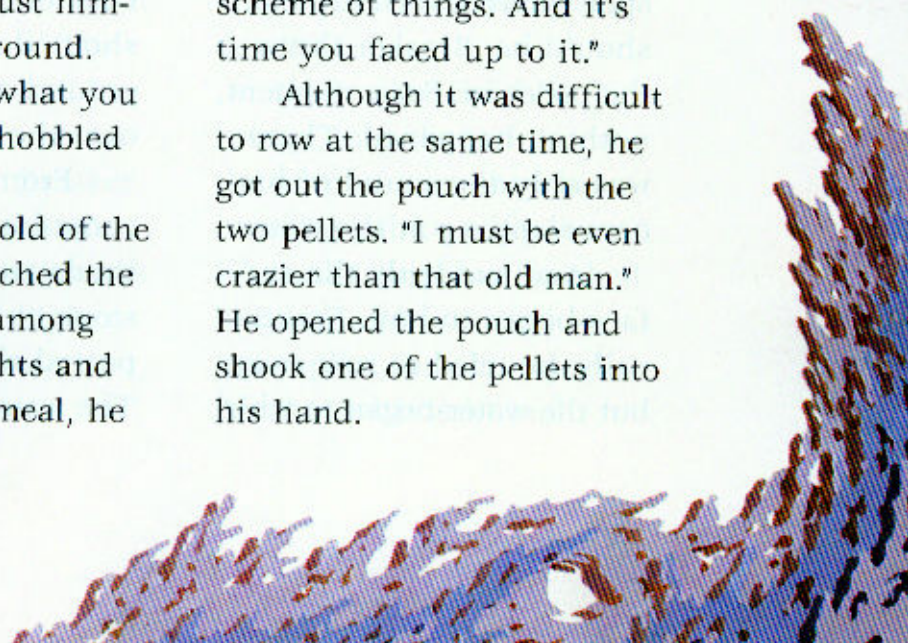 ust him-
round.
what you
hobbled
old of the
ched the
among
hts and
meal, he
scheme of things. And it's
time you faced up to it."
Although it was difficult
to row at the same time, he
got out the pouch with the
two pellets. "I must be even
crazier than that old man."
He opened the pouch and
shook one of the pellets into
his hand.